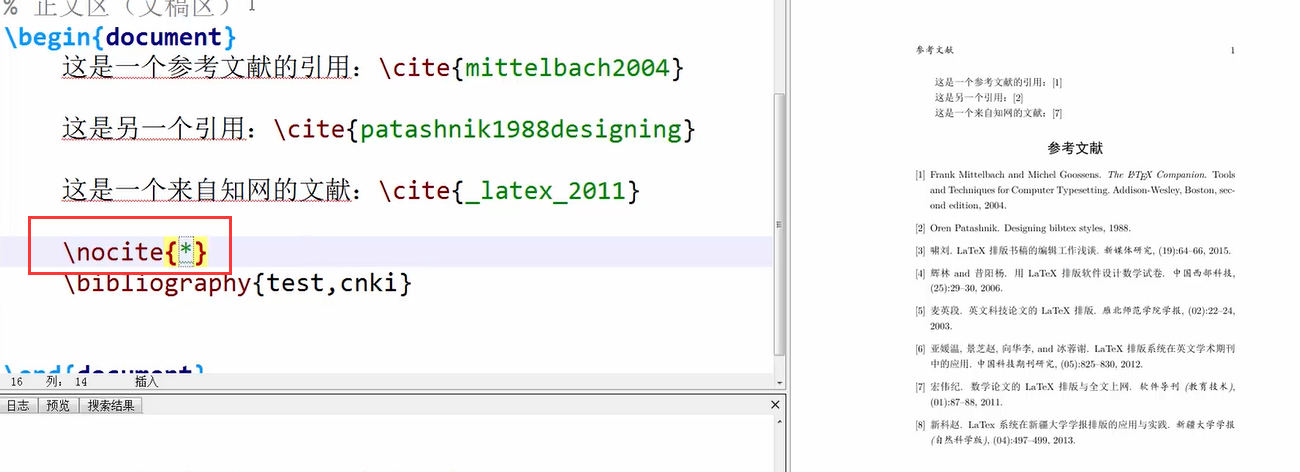 % 正文区（文稿区）
\begin{document}
这是一个参考文献的引用：\cite{mittelbach2004}
这是另一个引用：\cite{patashnik1988designing}
这是一个来自知网的文献：\cite{_latex_2011}
\nocite{*}
\bibliography{test,cnki}
\end{document}
16 列： 14 插入
日志 预览 搜索结果
参考文献 1
这是一个参考文献的引用：[1]
这是另一个引用：[2]
这是一个来自知网的文献：[7]
参考文献
[1] Frank Mittelbach and Michel Goossens. The LATEX Companion. Tools
and Techniques for Computer Typesetting. Addison-Wesley, Boston, sec-
ond edition, 2004.
[2] Oren Patashnik. Designing bibtex styles, 1988.
[3] 啸刘. LaTeX 排版书稿的编辑工作浅谈. 新媒体研究, (19):64–66, 2015.
[4] 辉林 and 昔阳杨. 用 LaTeX 排版软件设计数学试卷. 中国西部科技,
(25):29–30, 2006.
[5] 麦英段. 英文科技论文的 LaTeX 排版. 雁北师范学院学报, (02):22–24,
2003.
[6] 亚媛温, 景芝赵, 向华李, and 冰蓉谢. LaTeX 排版系统在英文学术期刊
中的应用. 中国科技期刊研究, (05):825–830, 2012.
[7] 宏伟纪. 数学论文的 LaTeX 排版与全文上网. 软件导刊 (教育技术),
(01):87–88, 2011.
[8] 新科赵. LaTex 系统在新疆大学学报排版的应用与实践. 新疆大学学报
(自然科学版), (04):497–499, 2013.